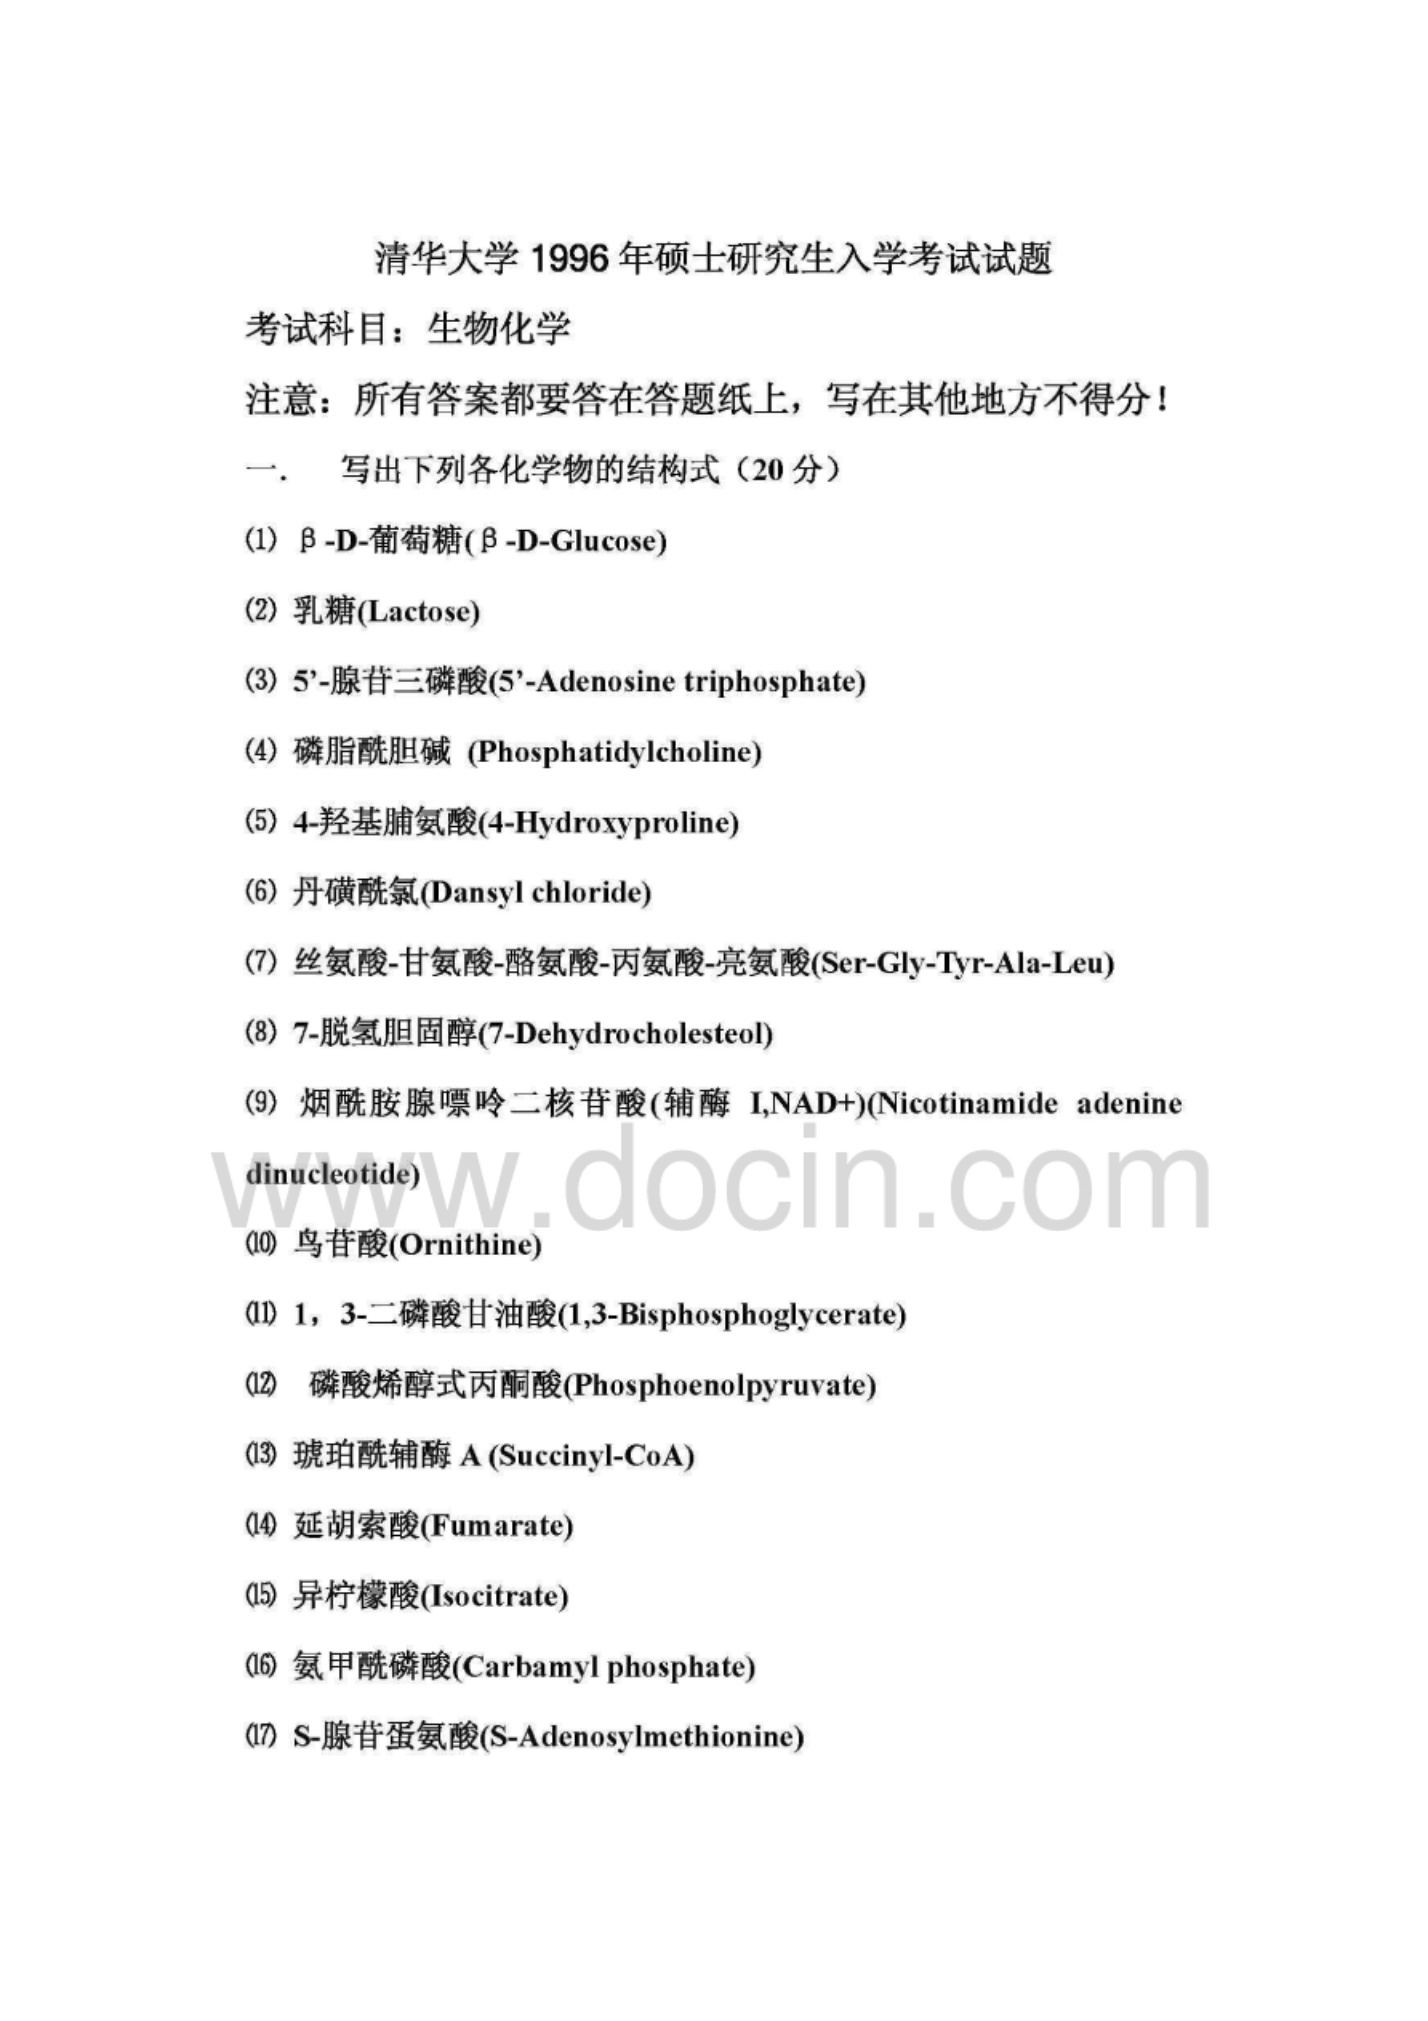 清华大学 1996 年硕士研究生入学考试试题
考试科目：生物化学
注意：所有答案都要答在答题纸上，写在其他地方不得分！
一． 写出下列各化学物的结构式（20 分）
⑴ β-D-葡萄糖(β-D-Glucose)
⑵ 乳糖(Lactose)
⑶ 5’-腺苷三磷酸(5’-Adenosine triphosphate)
⑷ 磷脂酰胆碱 (Phosphatidylcholine)
⑸ 4-羟基脯氨酸(4-Hydroxyproline)
⑹ 丹磺酰氯(Dansyl chloride)
⑺ 丝氨酸-甘氨酸-酪氨酸-丙氨酸-亮氨酸(Ser-Gly-Tyr-Ala-Leu)
⑻ 7-脱氢胆固醇(7-Dehydrocholesteol)
⑼ 烟酰胺腺嘌呤二核苷酸(辅酶 I,NAD+)(Nicotinamide adenine
dinucleotide)
www.docin.com
⑽ 鸟苷酸(Ornithine)
⑾ 1，3-二磷酸甘油酸(1,3-Bisphosphoglycerate)
⑿ 磷酸烯醇式丙酮酸(Phosphoenolpyruvate)
⒀ 琥珀酰辅酶 A (Succinyl-CoA)
⒁ 延胡索酸(Fumarate)
⒂ 异柠檬酸(Isocitrate)
⒃ 氨甲酰磷酸(Carbamyl phosphate)
⒄ S-腺苷蛋氨酸(S-Adenosylmethionine)